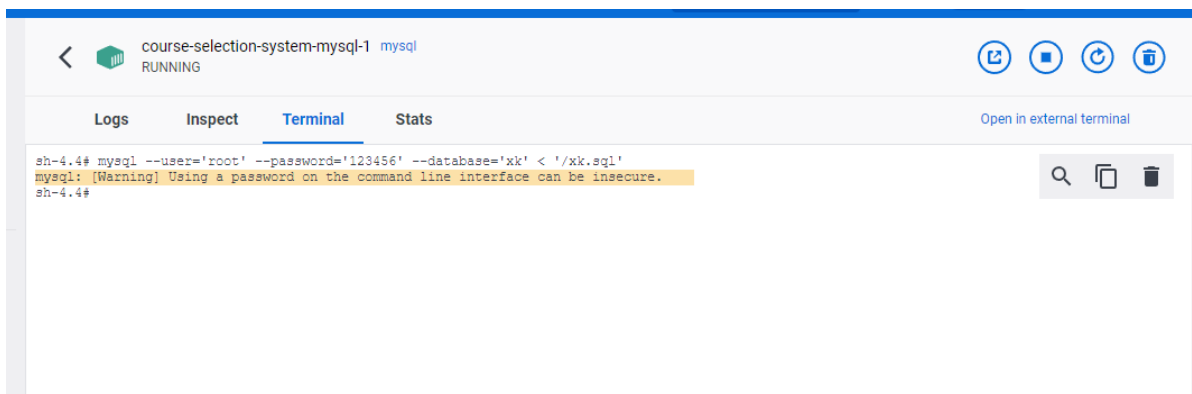 course-selection-system-mysql-1 mysql
RUNNING
Logs Inspect Terminal Stats Open in external terminal
sh-4.4# mysql --user='root' --password='123456' --database='xk' < '/xk.sql'
mysql: [Warning] Using a password on the command line interface can be insecure.
sh-4.4#